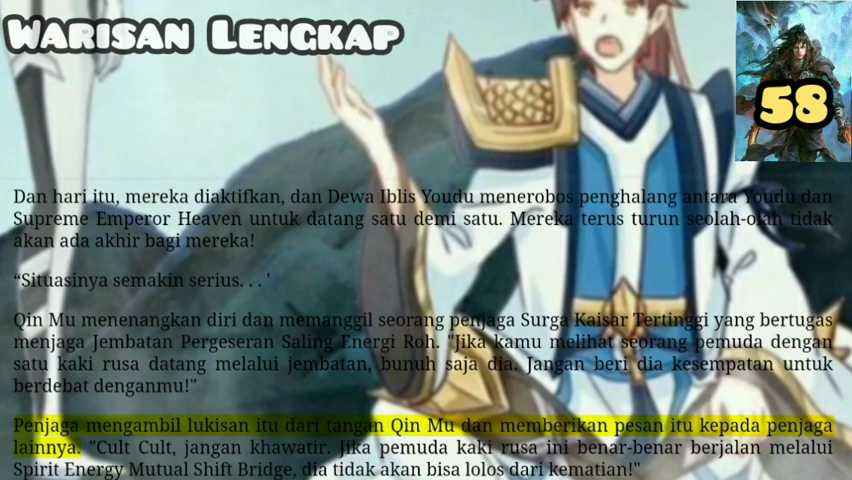 Warisan Lengkap
58
Dan hari itu, mereka diaktifkan, dan Dewa Iblis Youdu menerobos penghalang antara Youdu dan
Supreme Emperor Heaven untuk datang satu demi satu. Mereka terus turun seolah-olah tidak
akan ada akhir bagi mereka!
“Situasinya semakin serius. . . '
Qin Mu menenangkan diri dan memanggil seorang penjaga Surga Kaisar Tertinggi yang bertugas
menjaga Jembatan Pergeseran Saling Energi Roh. "Jika kamu melihat seorang pemuda dengan
satu kaki rusa datang melalui jembatan, bunuh saja dia. Jangan beri dia kesempatan untuk
berdebat denganmu!"
Penjaga mengambil lukisan itu dari tangan Qin Mu dan memberikan pesan itu kepada penjaga
lainnya. "Cult Cult, jangan khawatir. Jika pemuda kaki rusa ini benar-benar berjalan melalui
Spirit Energy Mutual Shift Bridge, dia tidak akan bisa lolos dari kematian!"